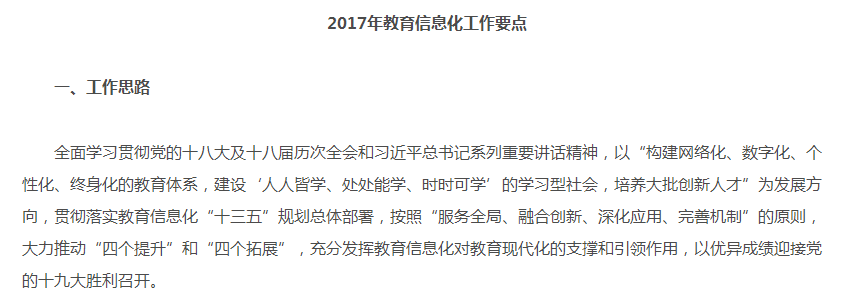 2017年教育信息化工作要点
一、工作思路
全面学习贯彻党的十八大及十八届历次全会和习近平总书记系列重要讲话精神，以“构建网络化、数字化、个
性化、终身化的教育体系，建设‘人人皆学、处处能学、时时可学’的学习型社会，培养大批创新人才”为发展方
向，贯彻落实教育信息化“十三五”规划总体部署，按照“服务全局、融合创新、深化应用、完善机制”的原则，
大力推动“四个提升”和“四个拓展”，充分发挥教育信息化对教育现代化的支撑和引领作用，以优异成绩迎接党
的十九大胜利召开。